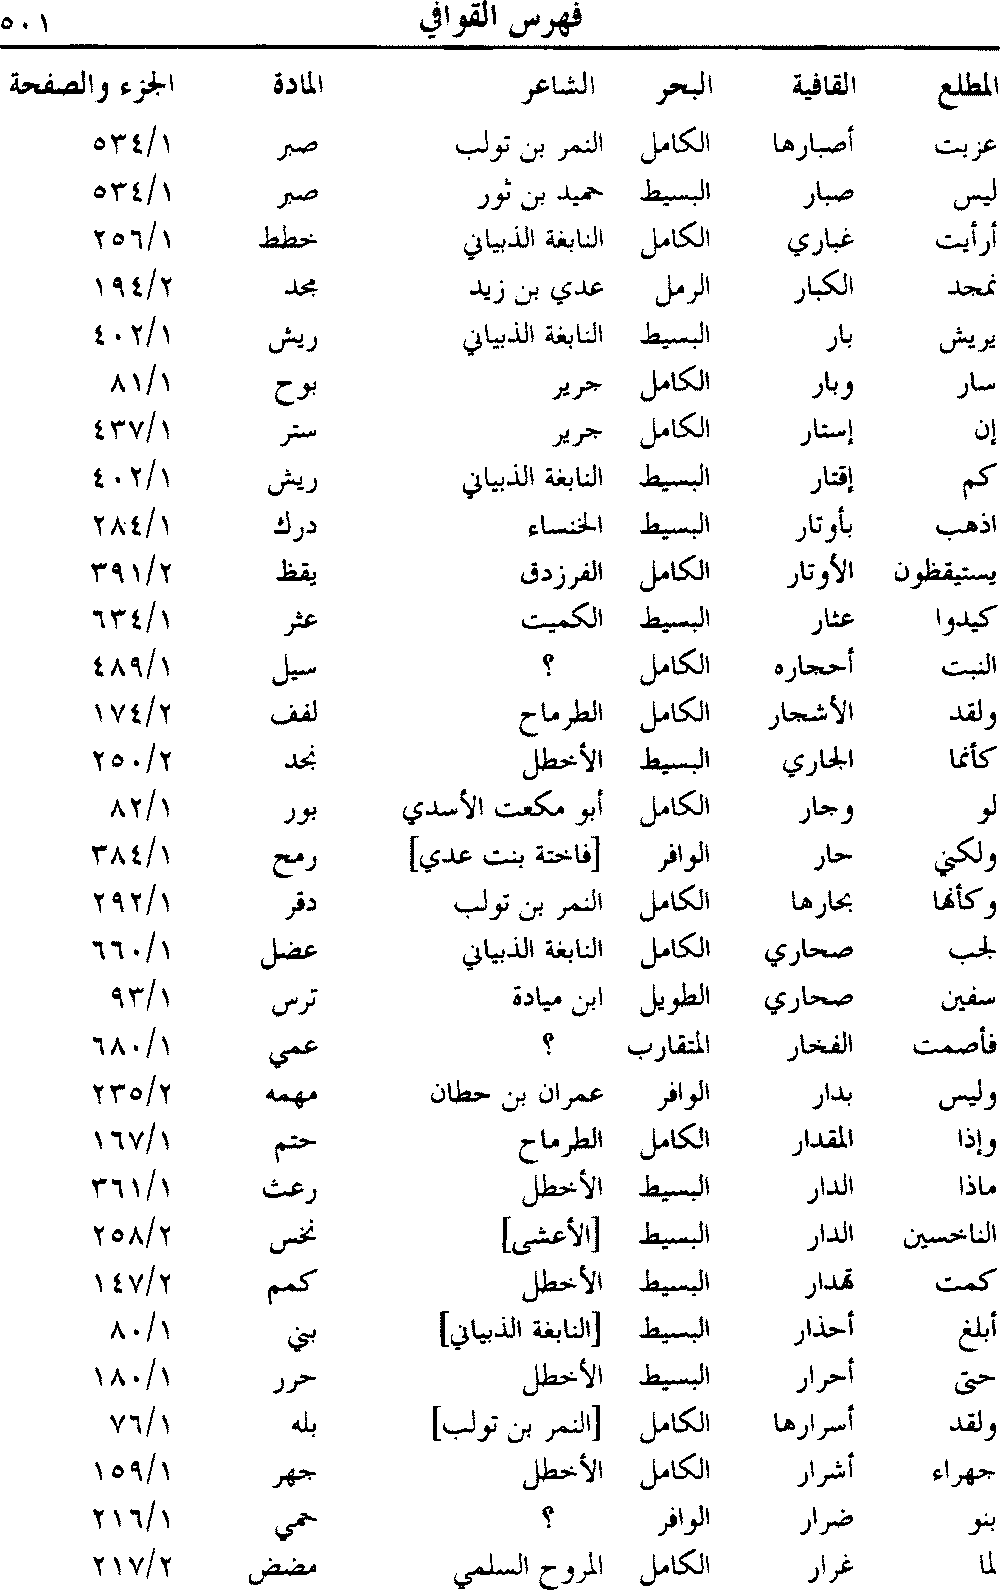 فهرس القوافي ٥٠١
المطلع القافية البحر الشاعر المادة الجزء والصفحة
عزبت أصبارها الكامل النمر بن تولب صبر ٥٣٤/١
ليس صبار البسيط حميد بن ثور صبر ٥٣٤/١
أرأيت غباري الكامل النابغة الذبياني خطط ٢٥٦/١
نمجد الكبار الرمل عدي بن زيد مجد ١٩٤/٢
يريش بار البسيط النابغة الذبياني ريش ٤٠٢/١
سار وبار الكامل جرير بوح ٨١/١
إن إستار الكامل جرير ستر ٤٣٧/١
كم إقتار البسيط النابغة الذبياني ريش ٤٠٢/١
اذهب بأوتار البسيط الخنساء درك ٢٨٤/١
يستيقظون الأوتار الكامل الفرزدق يقظ ٣٩١/٢
كيدوا عثار البسيط الكميت عثر ٦٣٤/١
النبت أحجاره الكامل ؟ سيل ٤٨٩/١
ولقد الأشجار الكامل الطرماح لفف ١٧٤/٢
كأنما الجاري البسيط الأخطل نجد ٢٥٠/٢
لو وجار الكامل أبو مكعت الأسدي بور ٨٢/١
ولكني حار الوافر [فاختة بنت عدي] رمح ٣٨٤/١
وكأنها بحارها الكامل النمر بن تولب دقر ٢٩٢/١
لجب صحاري الكامل النابغة الذبياني عضل ٦٦٠/١
سفين صحاري الطويل ابن ميادة ترس ٩٣/١
فأصمت الفخار المتقارب ؟ عمي ٦٨٠/١
وليس بدار الوافر عمران بن حطان مهمه ٢٣٥/٢
وإذا المقدار الكامل الطرماح حتم ١٦٧/١
ماذا الدار البسيط الأخطل رعث ٣٦١/١
الناخسين الدار البسيط [الأعشى] نخس ٢٥٨/٢
كمت تهدار البسيط الأخطل كمم ١٤٧/٢
أبلغ أحذار البسيط [النابغة الذبياني] بني ٨٠/١
حتى أحرار البسيط الأخطل حرر ١٨٠/١
ولقد أسرارها الكامل [النمر بن تولب] بله ٧٦/١
جهراء أشرار الكامل الأخطل جهر ١٥٩/١
بنو ضرار الوافر ؟ حمي ٢١٦/١
لما غرار الكامل المروح السلمي مضض ٢١٧/٢